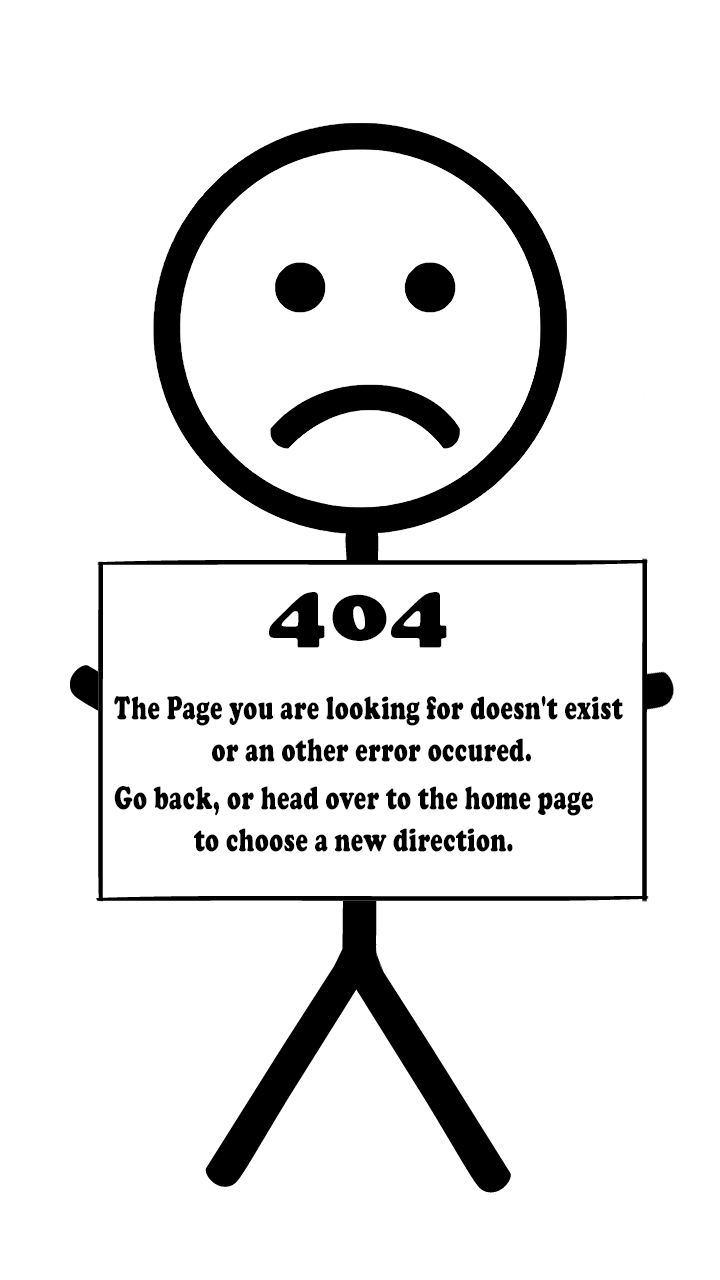 404
The Page you are looking for doesn't exist
or an other error occured.
Go back, or head over to the home page
to choose a new direction.